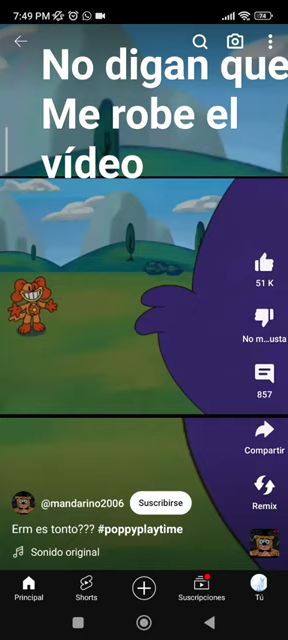 7:49 PM
74
No digan que
Me robe el
vídeo
51 K
No m...usta
857
Compartir
Remix
@mandarino2006
Suscribirse
Erm es tonto??? #poppyplaytime
Sonido original
Principal
Shorts
Suscripciones
Tú